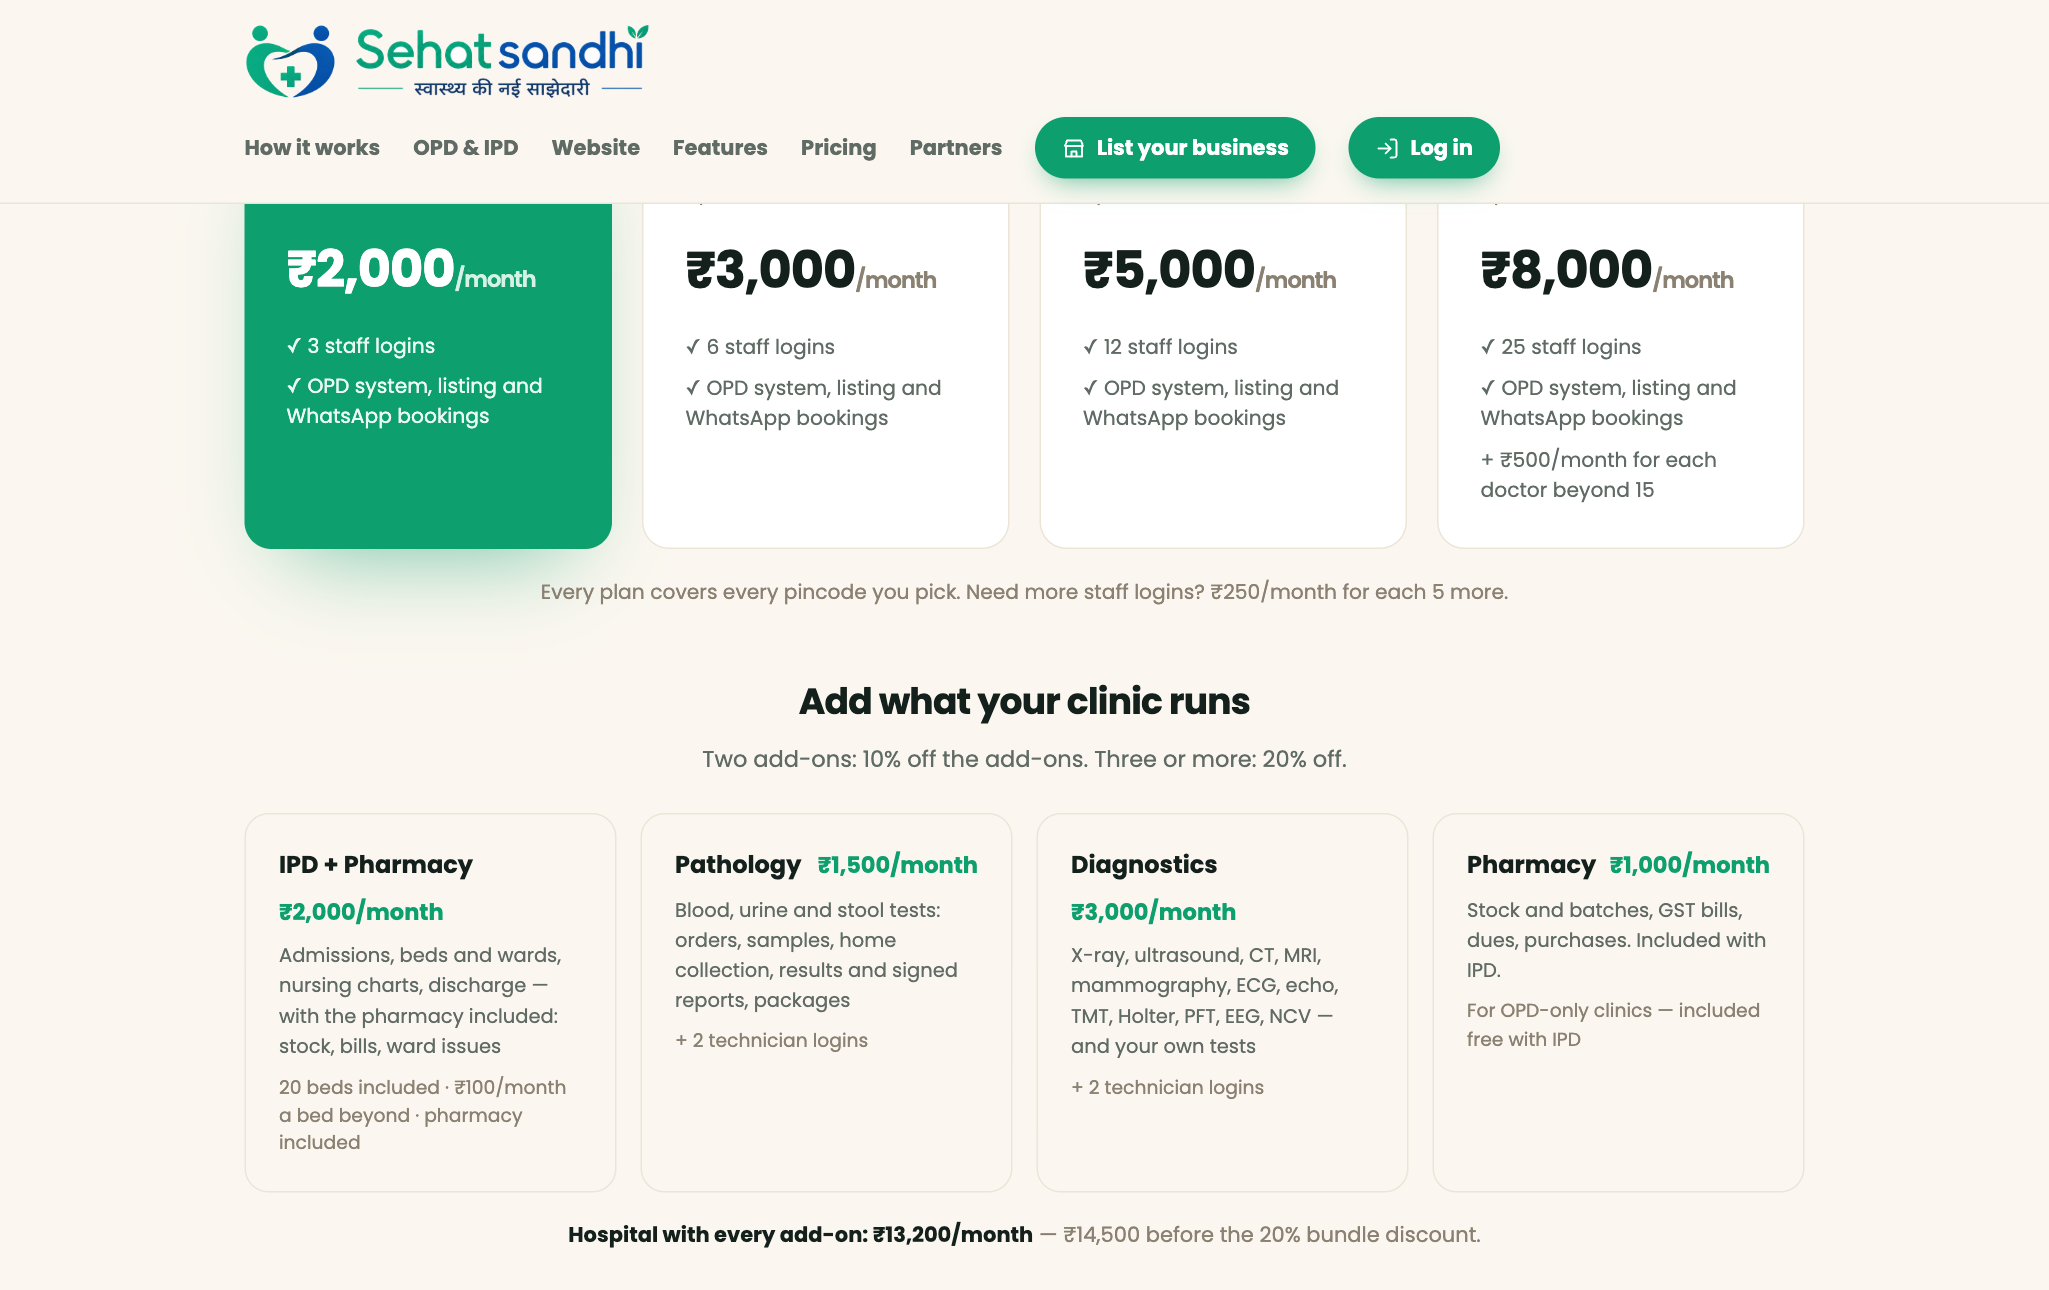 Sehat sandhi
स्वास्थ्य की नई साझेदारी
How it works
OPD & IPD
Website
Features
Pricing
Partners
List your business
Log in
₹2,000/month
✓ 3 staff logins
✓ OPD system, listing and
WhatsApp bookings
₹3,000/month
✓ 6 staff logins
✓ OPD system, listing and
WhatsApp bookings
₹5,000/month
✓ 12 staff logins
✓ OPD system, listing and
WhatsApp bookings
₹8,000/month
✓ 25 staff logins
✓ OPD system, listing and
WhatsApp bookings
+ ₹500/month for each
doctor beyond 15
Every plan covers every pincode you pick. Need more staff logins? ₹250/month for each 5 more.
Add what your clinic runs
Two add-ons: 10% off the add-ons. Three or more: 20% off.
IPD + Pharmacy
₹2,000/month
Admissions, beds and wards,
nursing charts, discharge —
with the pharmacy included:
stock, bills, ward issues
20 beds included · ₹100/month
a bed beyond · pharmacy
included
Pathology ₹1,500/month
Blood, urine and stool tests:
orders, samples, home
collection, results and signed
reports, packages
+ 2 technician logins
Diagnostics
₹3,000/month
X-ray, ultrasound, CT, MRI,
mammography, ECG, echo,
TMT, Holter, PFT, EEG, NCV —
and your own tests
+ 2 technician logins
Pharmacy ₹1,000/month
Stock and batches, GST bills,
dues, purchases. Included with
IPD.
For OPD-only clinics — included
free with IPD
Hospital with every add-on: ₹13,200/month — ₹14,500 before the 20% bundle discount.